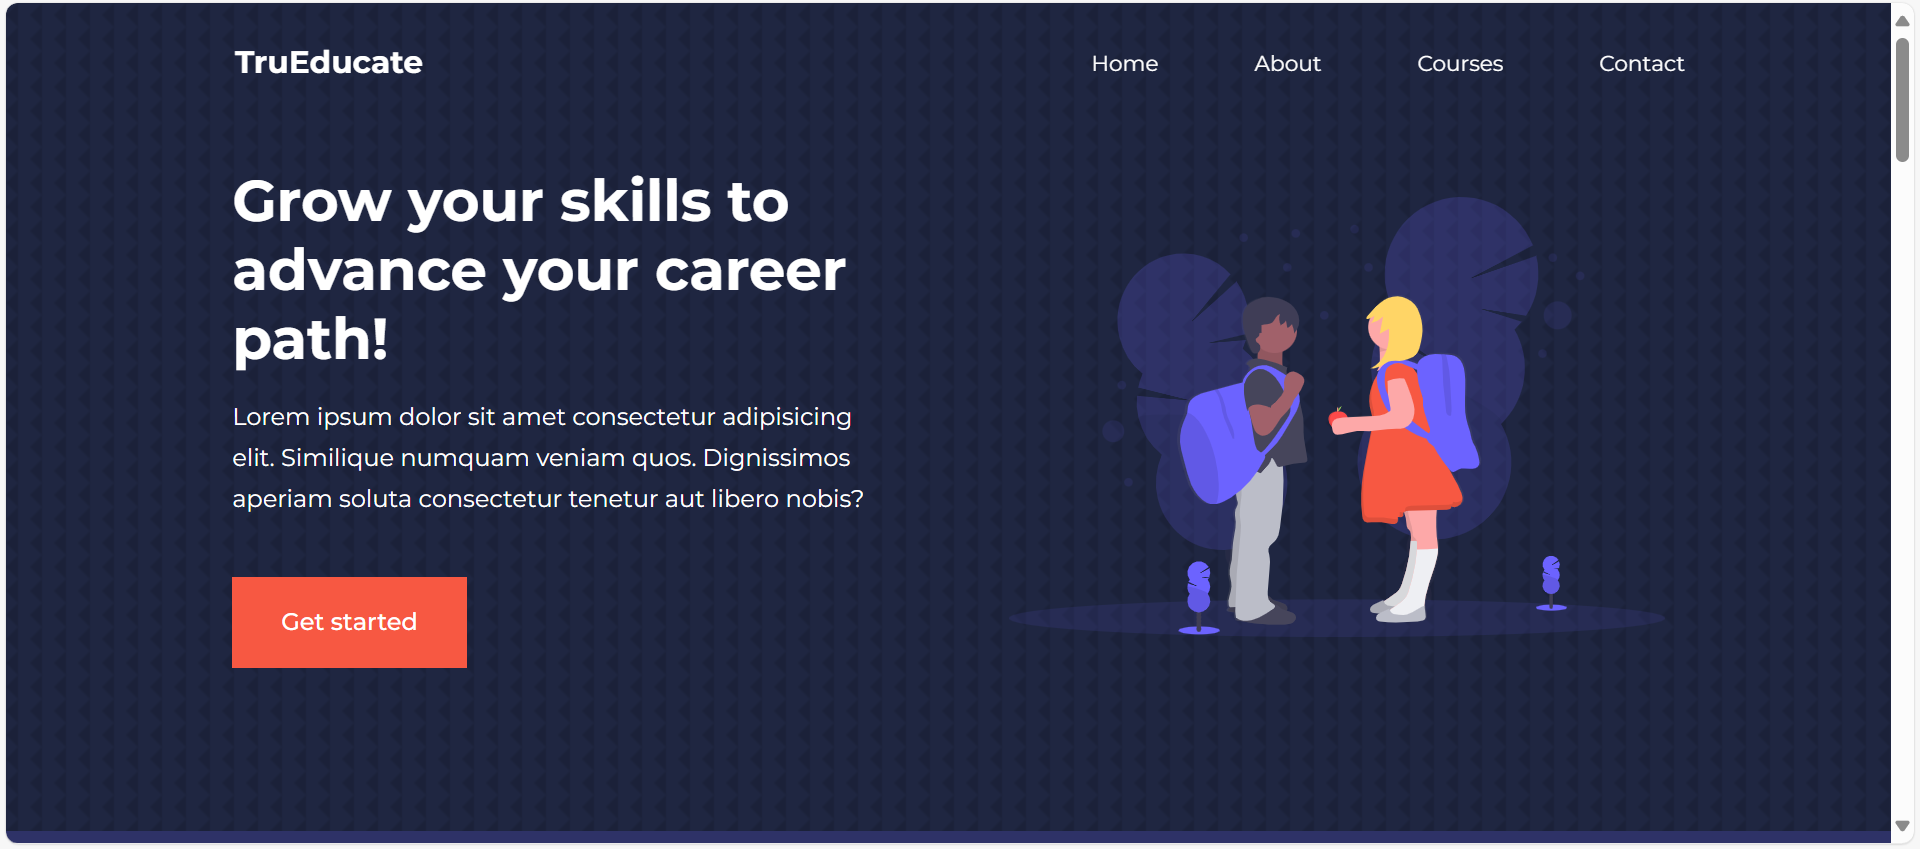 TruEducate
Home About Courses Contact
Grow your skills to
advance your career
path!
Lorem ipsum dolor sit amet consectetur adipisicing
elit. Similique numquam veniam quos. Dignissimos
aperiam soluta consectetur tenetur aut libero nobis?
Get started